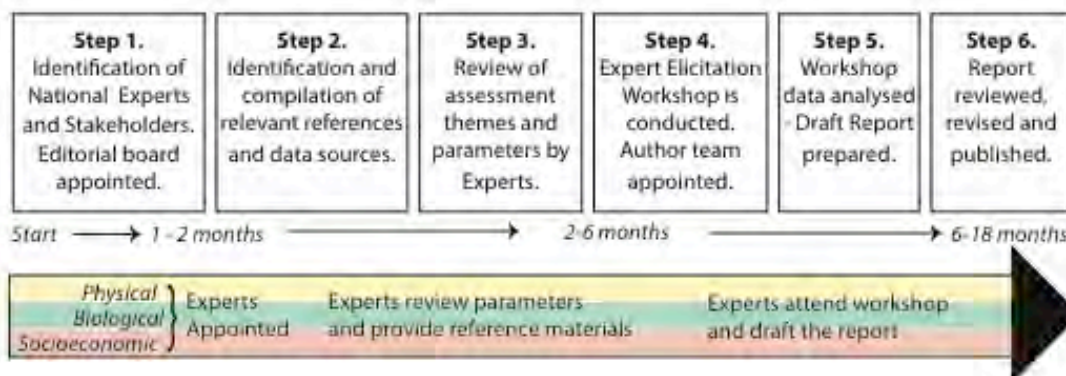 Step 1.
Identification of
National Experts
and Stakeholders.
Editorial board
appointed.
Step 2.
Identification and
compilation of
relevant references
and data sources.
Step 3.
Review of
assessment
themes and
parameters by
Experts.
Step 4.
Expert Elicitation
Workshop is
conducted.
Author team
appointed.
Step 5.
Workshop
data analysed
- Draft Report
prepared.
Step 6.
Report
reviewed,
revised and
published.
Start 1 - 2 months 2-6 months 6-18 months
Physical
Biological
Socioeconomic
Experts
Appointed
Experts review parameters
and provide reference materials
Experts attend workshop
and draft the report